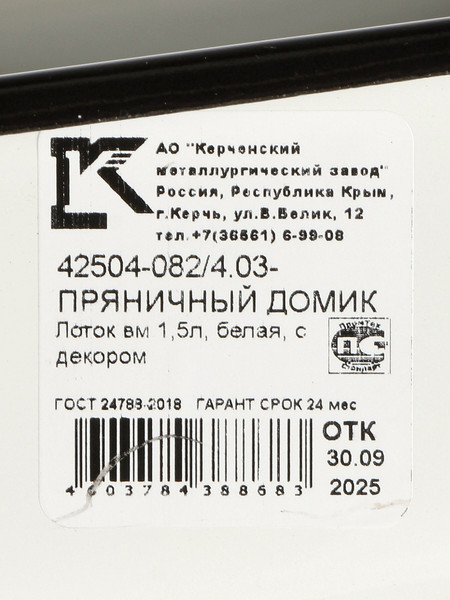 АО "Керченский
металлургический завод"
Россия, Республика Крым,
г.Керчь, ул.В.Белик, 12
тел.+7(36561) 6-99-08
42504-082/4.03-
ПРЯНИЧНЫЙ ДОМИК
Лоток вм 1,5л, белая, с
декором
ГОСТ 24788-2018 ГАРАНТ СРОК 24 мес
ОТК
30.09
2025
4603784388683